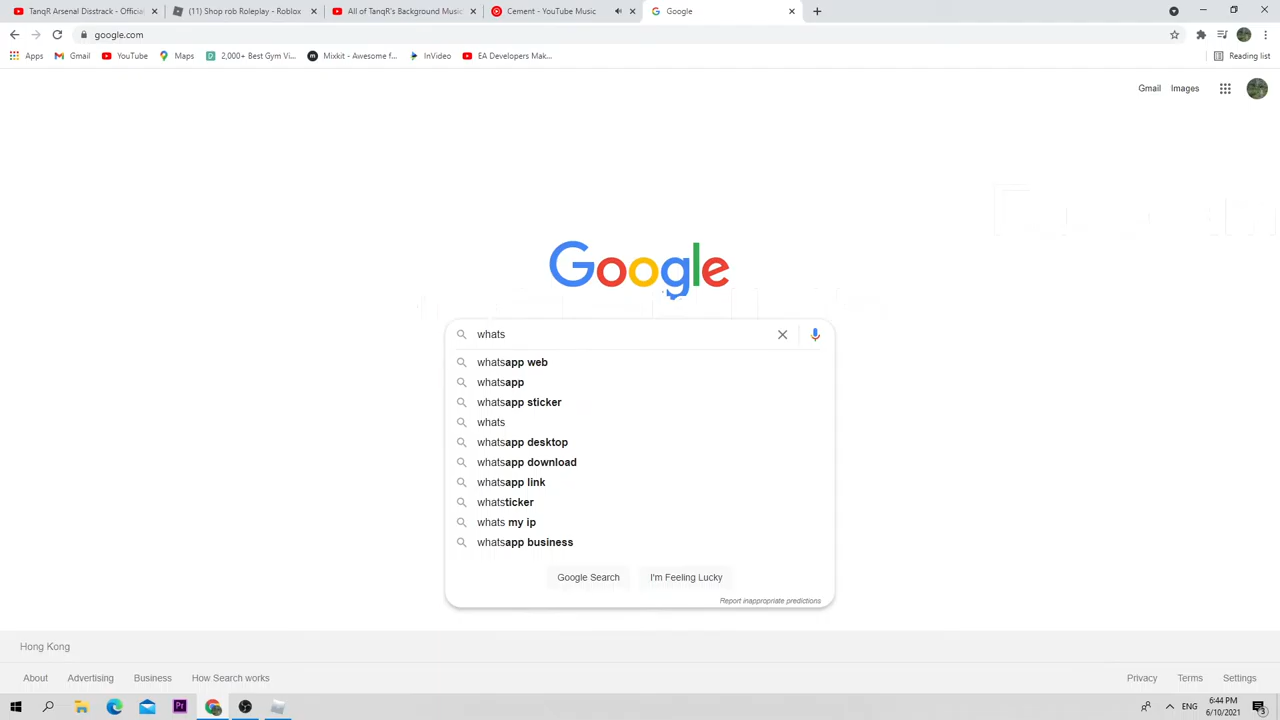 TanqR Arsenal Disstrack - Officia
(11) Shop rob Roleplay - Roblox
All of TanqR's Background Music
Cement - YouTube Music
Google
google.com
Apps
Gmail
YouTube
Maps
2,000+ Best Gym Vi...
Mixkit - Awesome f...
InVideo
EA Developers Mak...
Reading list
Gmail
Images
Google
whats
whatsapp web
whatsapp
whatsapp sticker
whats
whatsapp desktop
whatsapp download
whatsapp link
whatsticker
whats my ip
whatsapp business
Google Search
I'm Feeling Lucky
Report inappropriate predictions
Hong Kong
About
Advertising
Business
How Search works
Privacy
Terms
Settings
Pr
ENG
6:44 PM
6/10/2021
3